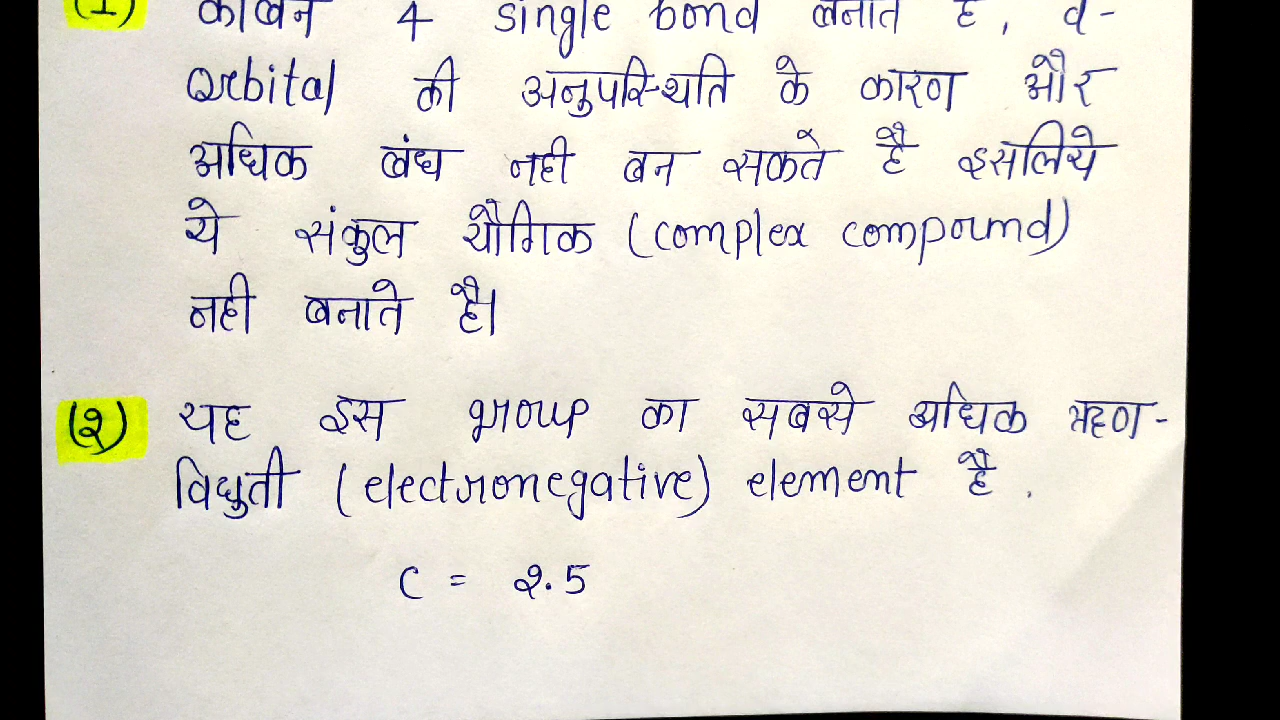 (1) कार्बन 4 single bond बनाते है, d-
Orbital की अनुपस्थिति के कारण और
अधिक बंध नही बन सकते है इसलिये
ये संकुल यौगिक (complex compound)
नही बनाते है।
(2) यह इस group का सबसे अधिक ऋण-
विधुती (electronegative) element है.
C = 2.5